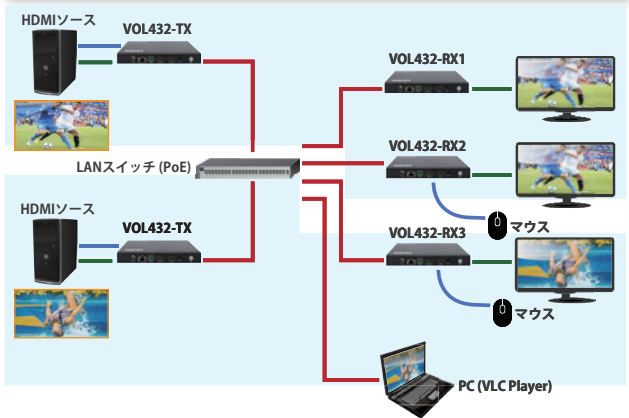 HDMIソース
VOL432-TX
VOL432-RX1
VOL432-RX2
LANスイッチ (PoE)
マウス
HDMIソース
VOL432-TX
VOL432-RX3
マウス
PC (VLC Player)